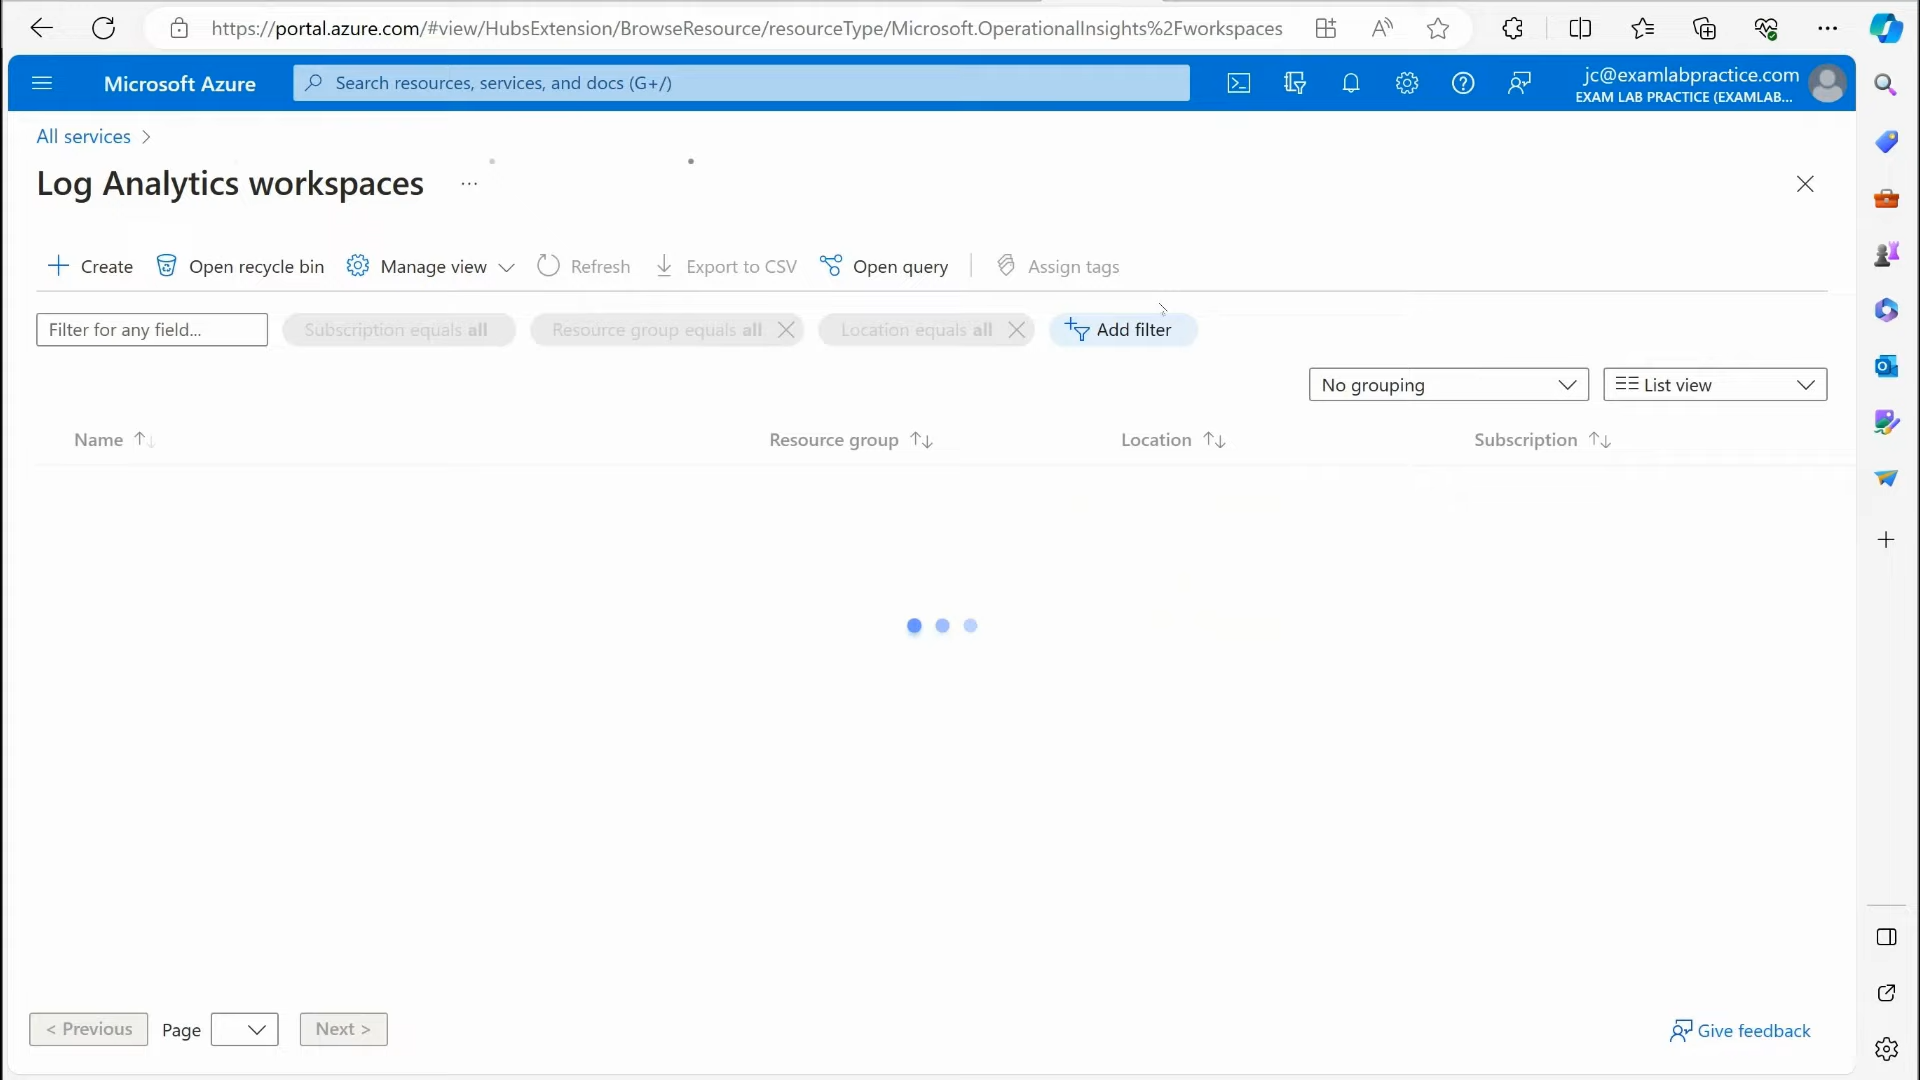 https://portal.azure.com/#view/HubsExtension/BrowseResource/resourceType/Microsoft.OperationalInsights%2Fworkspaces
Microsoft Azure
Search resources, services, and docs (G+/)
jc@examlabpractice.com
EXAM LAB PRACTICE (EXAMLAB...
All services >
Log Analytics workspaces ...
Create Open recycle bin Manage view Refresh Export to CSV Open query Assign tags
Filter for any field... Subscription equals all Resource group equals all Location equals all Add filter
No grouping List view
Name Resource group Location Subscription
< Previous Page Next > Give feedback